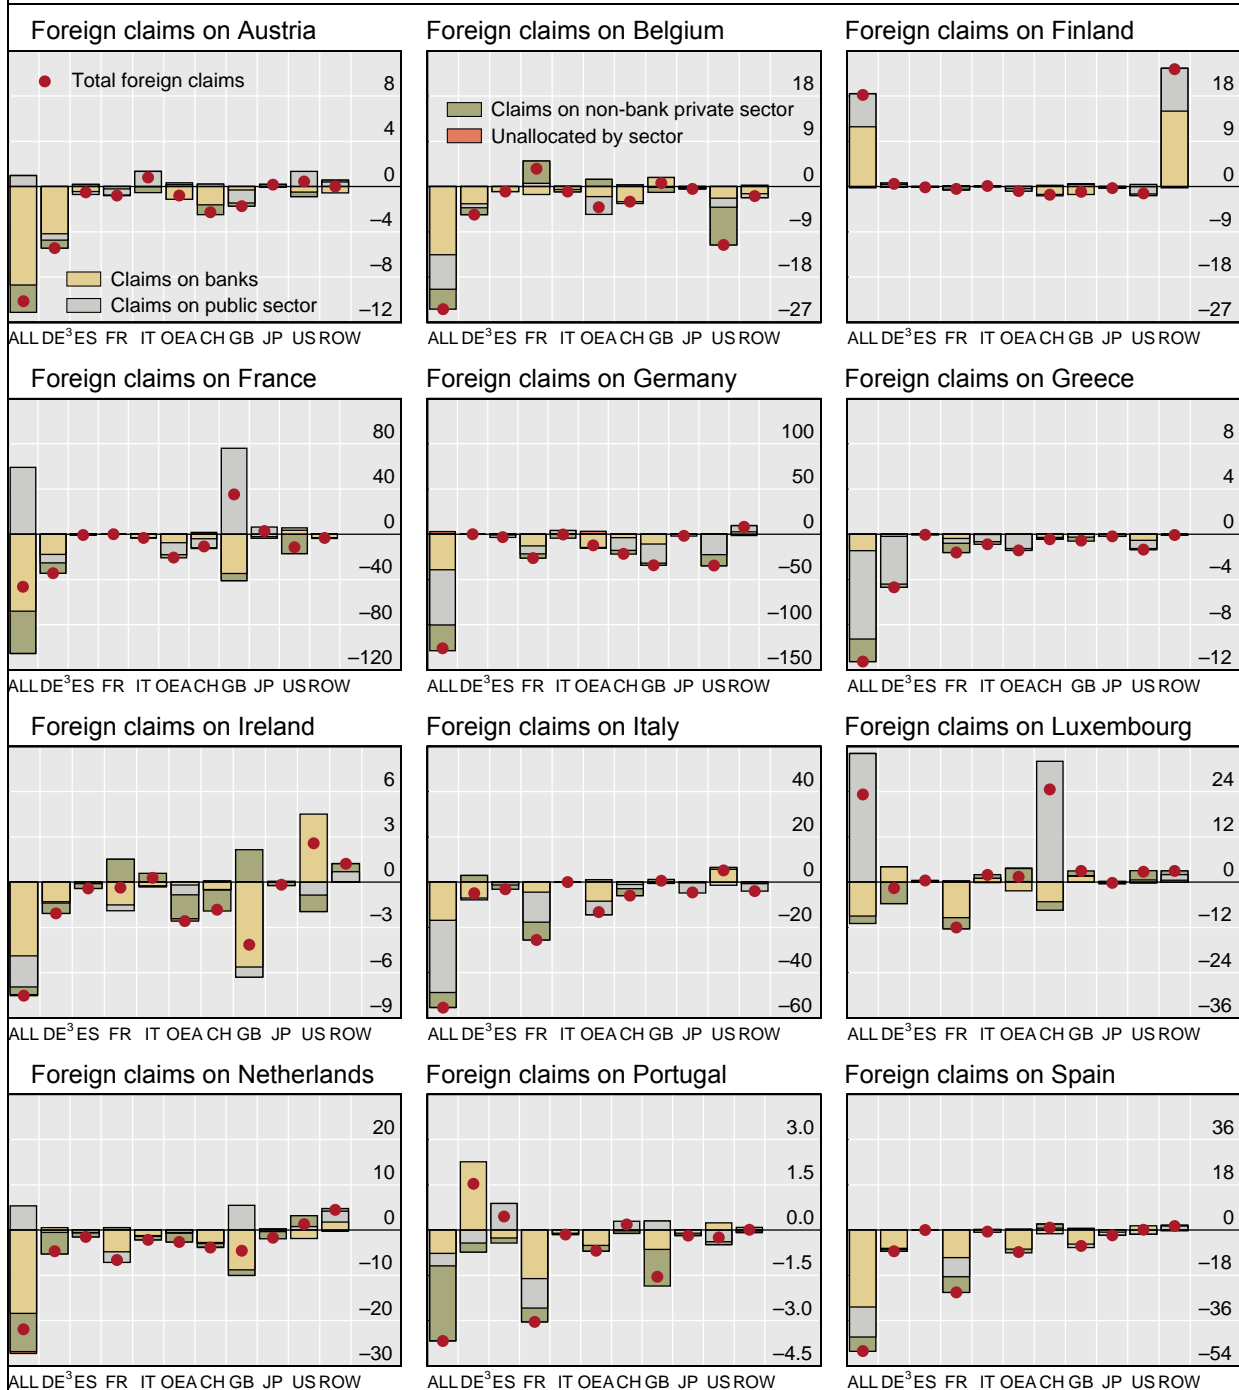 Foreign claims on Austria
Foreign claims on Belgium
Foreign claims on Finland
Total foreign claims
Claims on banks
Claims on public sector
8
4
0
–4
–8
–12
ALL DE³ ES FR IT OEA CH GB JP US ROW
Claims on non-bank private sector
Unallocated by sector
18
9
0
–9
–18
–27
ALL DE³ ES FR IT OEA CH GB JP US ROW
18
9
0
–9
–18
–27
ALL DE³ ES FR IT OEA CH GB JP US ROW
Foreign claims on France
Foreign claims on Germany
Foreign claims on Greece
80
40
0
–40
–80
–120
ALL DE³ ES FR IT OEA CH GB JP US ROW
100
50
0
–50
–100
–150
ALL DE³ ES FR IT OEA CH GB JP US ROW
8
4
0
–4
–8
–12
ALL DE³ ES FR IT OEA CH GB JP US ROW
Foreign claims on Ireland
Foreign claims on Italy
Foreign claims on Luxembourg
6
3
0
–3
–6
–9
ALL DE³ ES FR IT OEA CH GB JP US ROW
40
20
0
–20
–40
–60
ALL DE³ ES FR IT OEA CH GB JP US ROW
24
12
0
–12
–24
–36
ALL DE³ ES FR IT OEA CH GB JP US ROW
Foreign claims on Netherlands
Foreign claims on Portugal
Foreign claims on Spain
20
10
0
–10
–20
–30
ALL DE³ ES FR IT OEA CH GB JP US ROW
3.0
1.5
0.0
–1.5
–3.0
–4.5
ALL DE³ ES FR IT OEA CH GB JP US ROW
36
18
0
–18
–36
–54
ALL DE³ ES FR IT OEA CH GB JP US ROW